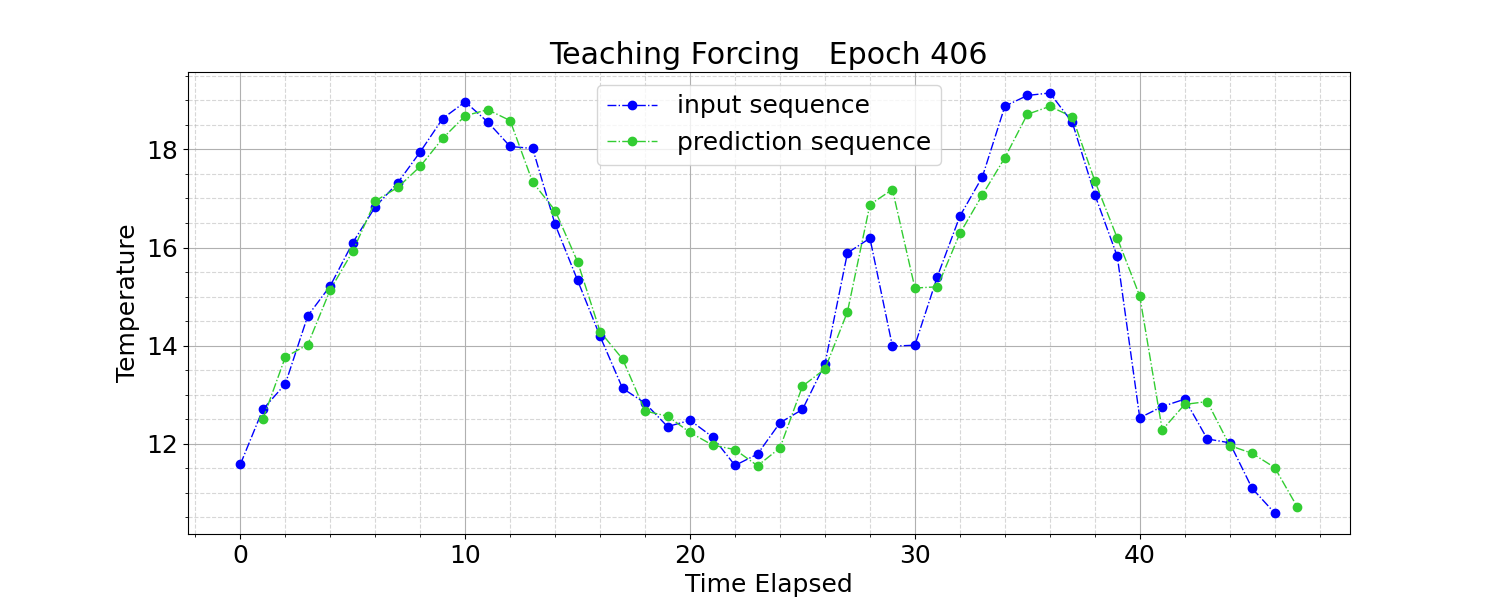 Teaching Forcing   Epoch 406
input sequence
prediction sequence
Temperature
18
16
14
12
0 10 20 30 40
Time Elapsed